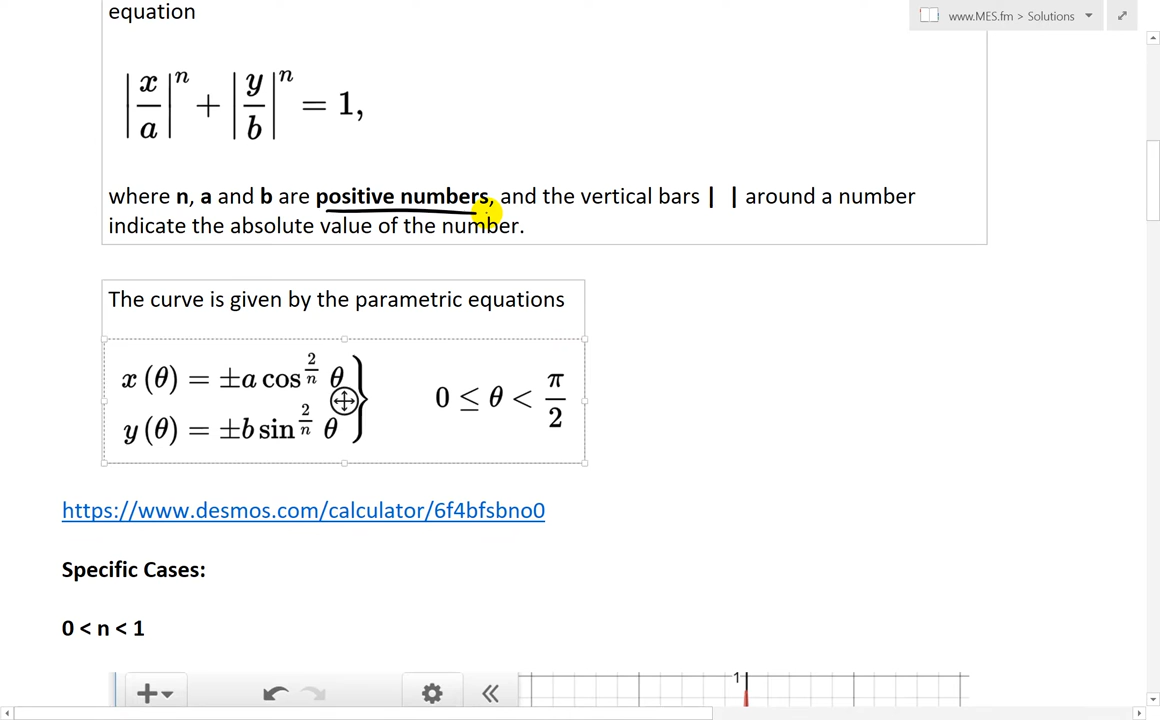 equation
www.MES.fm > Solutions
|x/a|ⁿ + |y/b|ⁿ = 1,
where n, a and b are positive numbers, and the vertical bars | | around a number
indicate the absolute value of the number.
The curve is given by the parametric equations
x (θ) = ±a cos^(2/n) θ
y (θ) = ±b sin^(2/n) θ } 0 ≤ θ < π/2
https://www.desmos.com/calculator/6f4bfsbno0
Specific Cases:
0 < n < 1
1